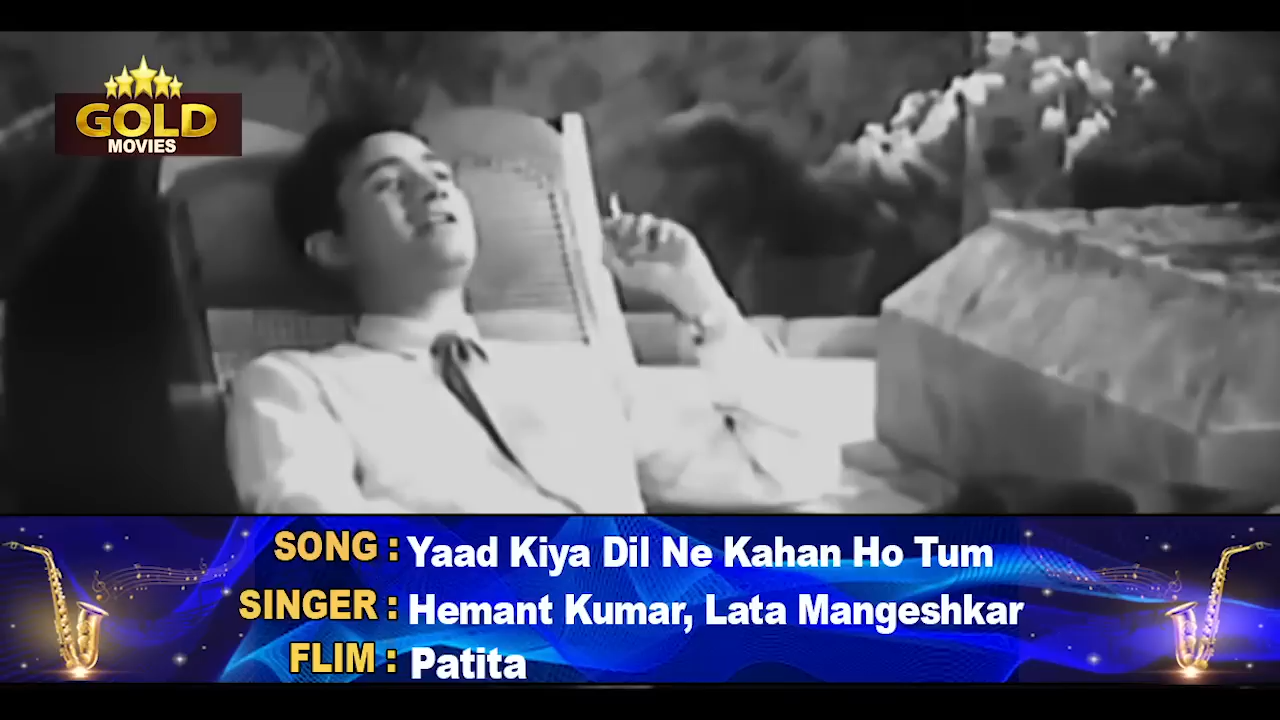 GOLD
MOVIES
SONG : Yaad Kiya Dil Ne Kahan Ho Tum
SINGER : Hemant Kumar, Lata Mangeshkar
FLIM : Patita